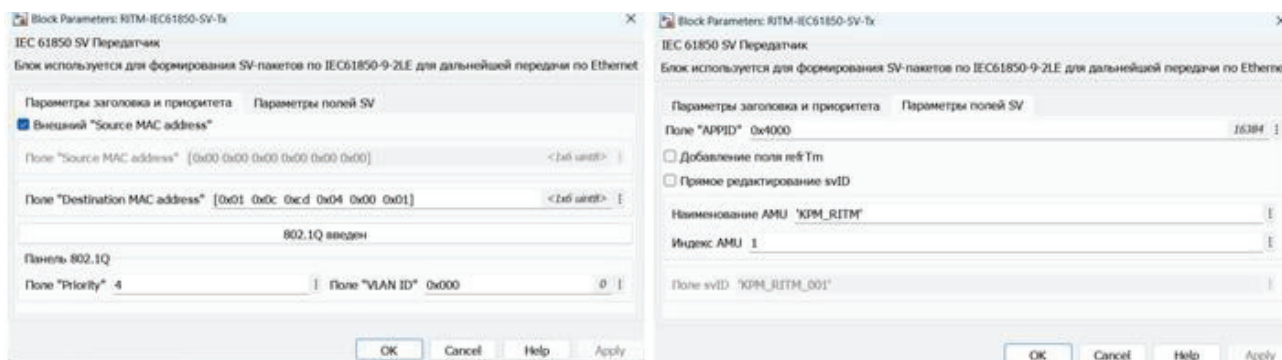 Block Parameters: RITM-IEC61850-SV-Tx
IEC 61850 SV Передатчик
Блок используется для формирования SV-пакетов по IEC61850-9-2LE для дальнейшей передачи по Ethernet
Параметры заголовка и приоритета Параметры полей SV
Внешний "Source MAC address"
Поле "Source MAC address" [0x00 0x00 0x00 0x00 0x00 0x00] <1x6 uint8>
Поле "Destination MAC address" [0x01 0x0c 0xcd 0x04 0x00 0x01] <1x6 uint8>
802.1Q введен
Панель 802.1Q
Поле "Priority" 4 Поле "VLAN ID" 0x000 0
OK Cancel Help Apply
Block Parameters: RITM-IEC61850-SV-Tx
IEC 61850 SV Передатчик
Блок используется для формирования SV-пакетов по IEC61850-9-2LE для дальнейшей передачи по Etherne
Параметры заголовка и приоритета Параметры полей SV
Поле "APPID" 0x4000 16384
Добавление поля refrTm
Прямое редактирование svID
Наименование AMU 'KPM_RITM'
Индекс AMU 1
Поле svID 'KPM_RITM_001'
OK Cancel Help Apply